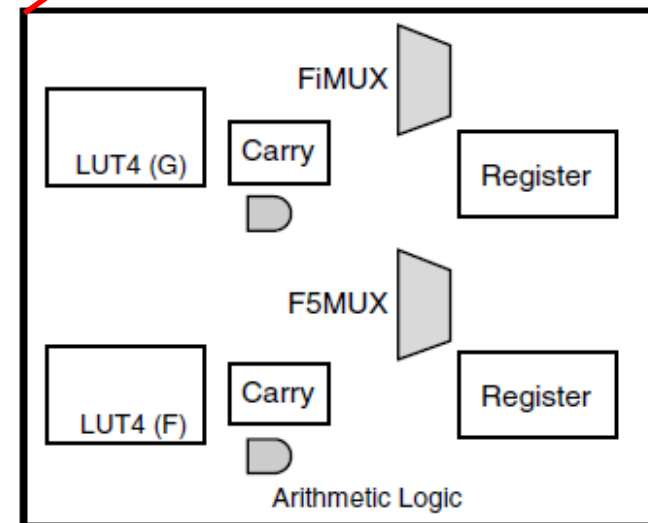 FiMUX
LUT4 (G)
Carry
Register
F5MUX
LUT4 (F)
Carry
Register
Arithmetic Logic